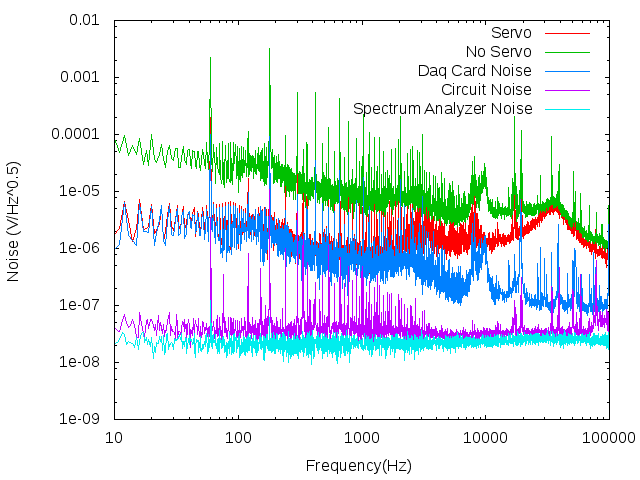 0.01
0.001
0.0001
1e-05
1e-06
1e-07
1e-08
1e-09
Noise (V/Hz^0.5)
Servo
No Servo
Daq Card Noise
Circuit Noise
Spectrum Analyzer Noise
10 100 1000 10000 100000
Frequency(Hz)